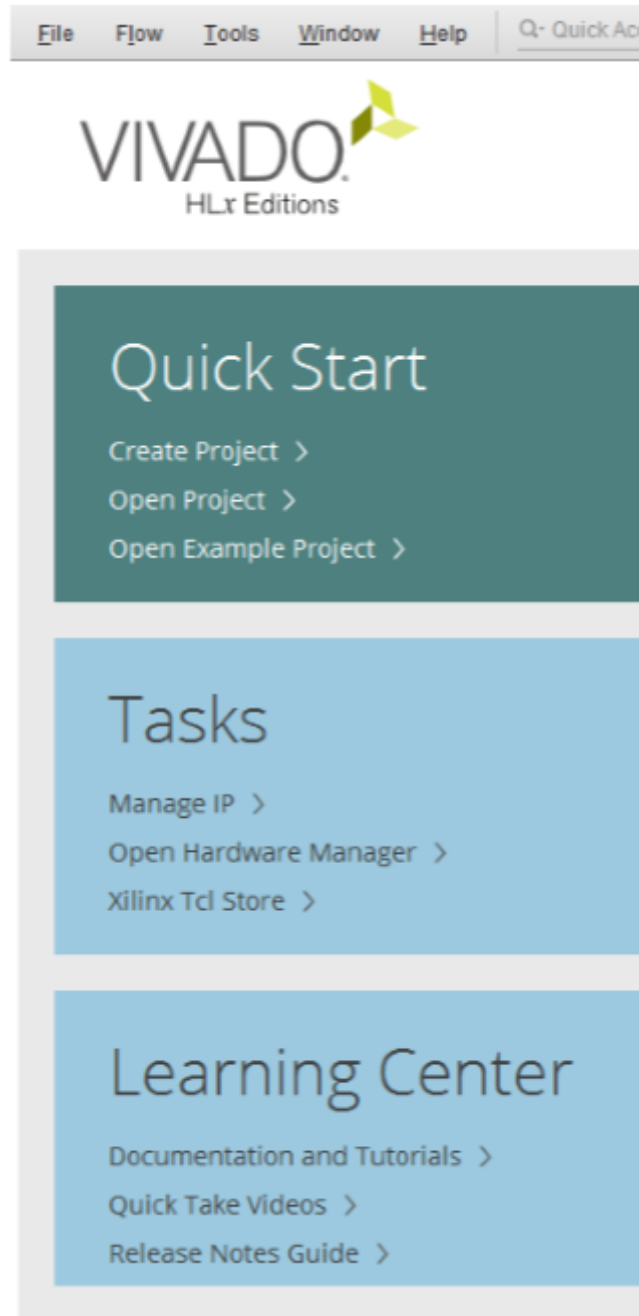 File Flow Tools Window Help Quick
VIVADO.
HLx Editions
Quick Start
Create Project >
Open Project >
Open Example Project >
Tasks
Manage IP >
Open Hardware Manager >
Xilinx Tcl Store >
Learning Center
Documentation and Tutorials >
Quick Take Videos >
Release Notes Guide >